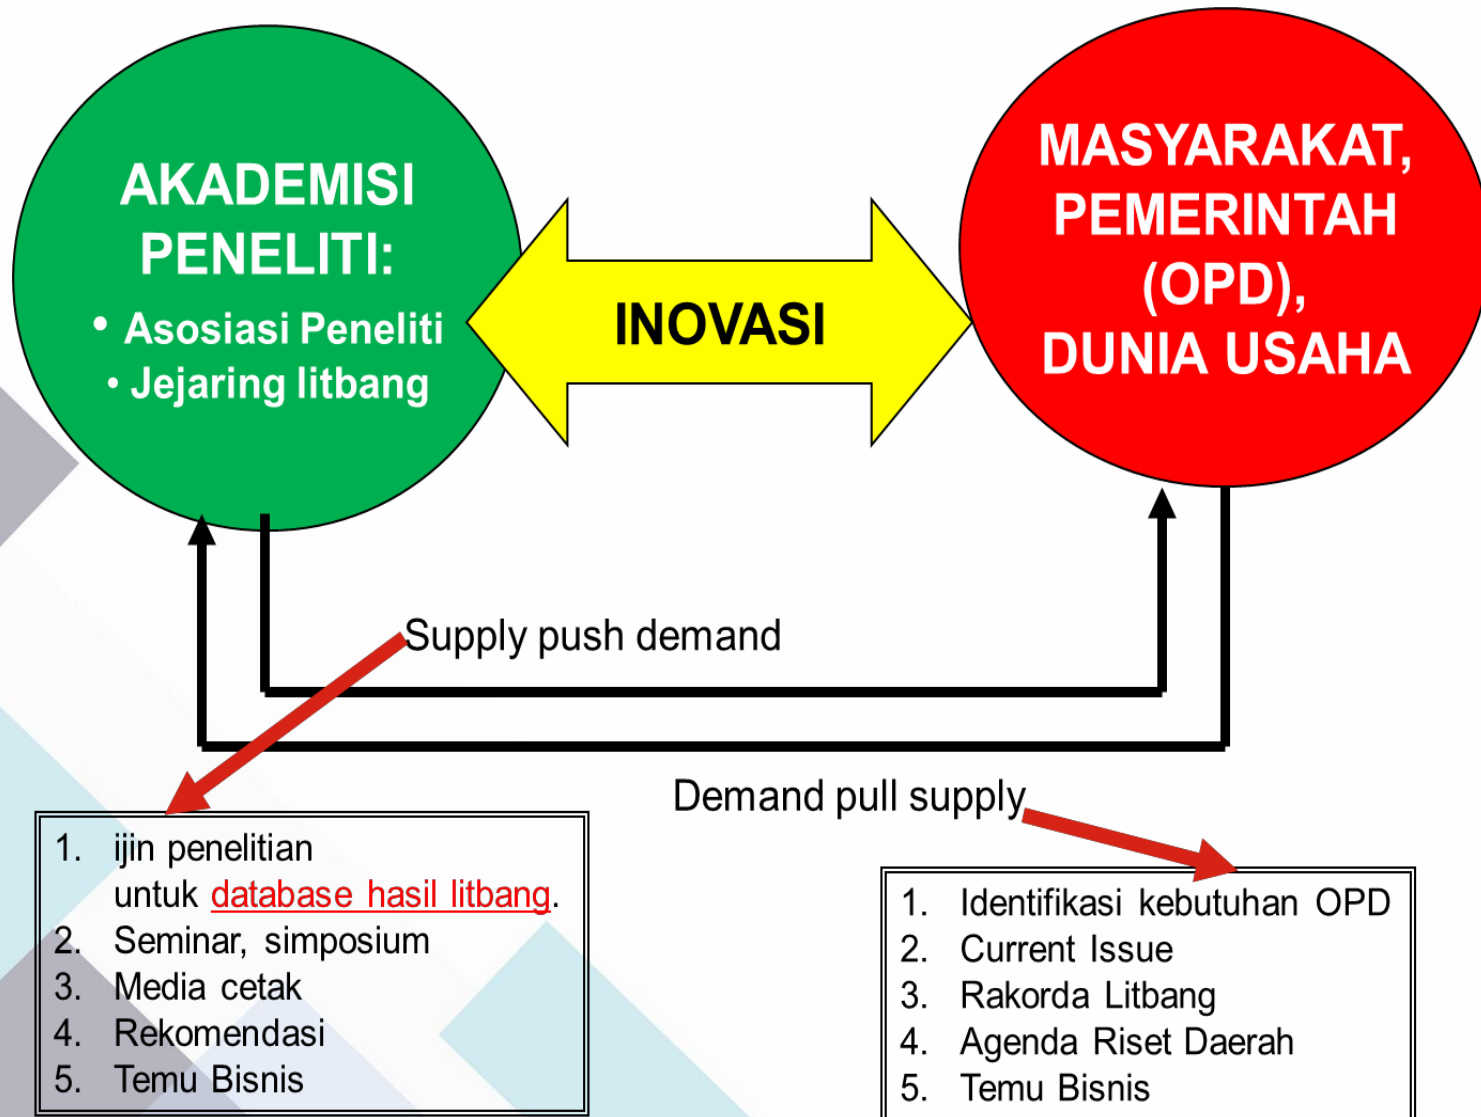 AKADEMISI
PENELITI:
• Asosiasi Peneliti
• Jejaring litbang
INOVASI
MASYARAKAT,
PEMERINTAH
(OPD),
DUNIA USAHA
Supply push demand
Demand pull supply
1. ijin penelitian
untuk database hasil litbang.
2. Seminar, simposium
3. Media cetak
4. Rekomendasi
5. Temu Bisnis
1. Identifikasi kebutuhan OPD
2. Current Issue
3. Rakorda Litbang
4. Agenda Riset Daerah
5. Temu Bisnis